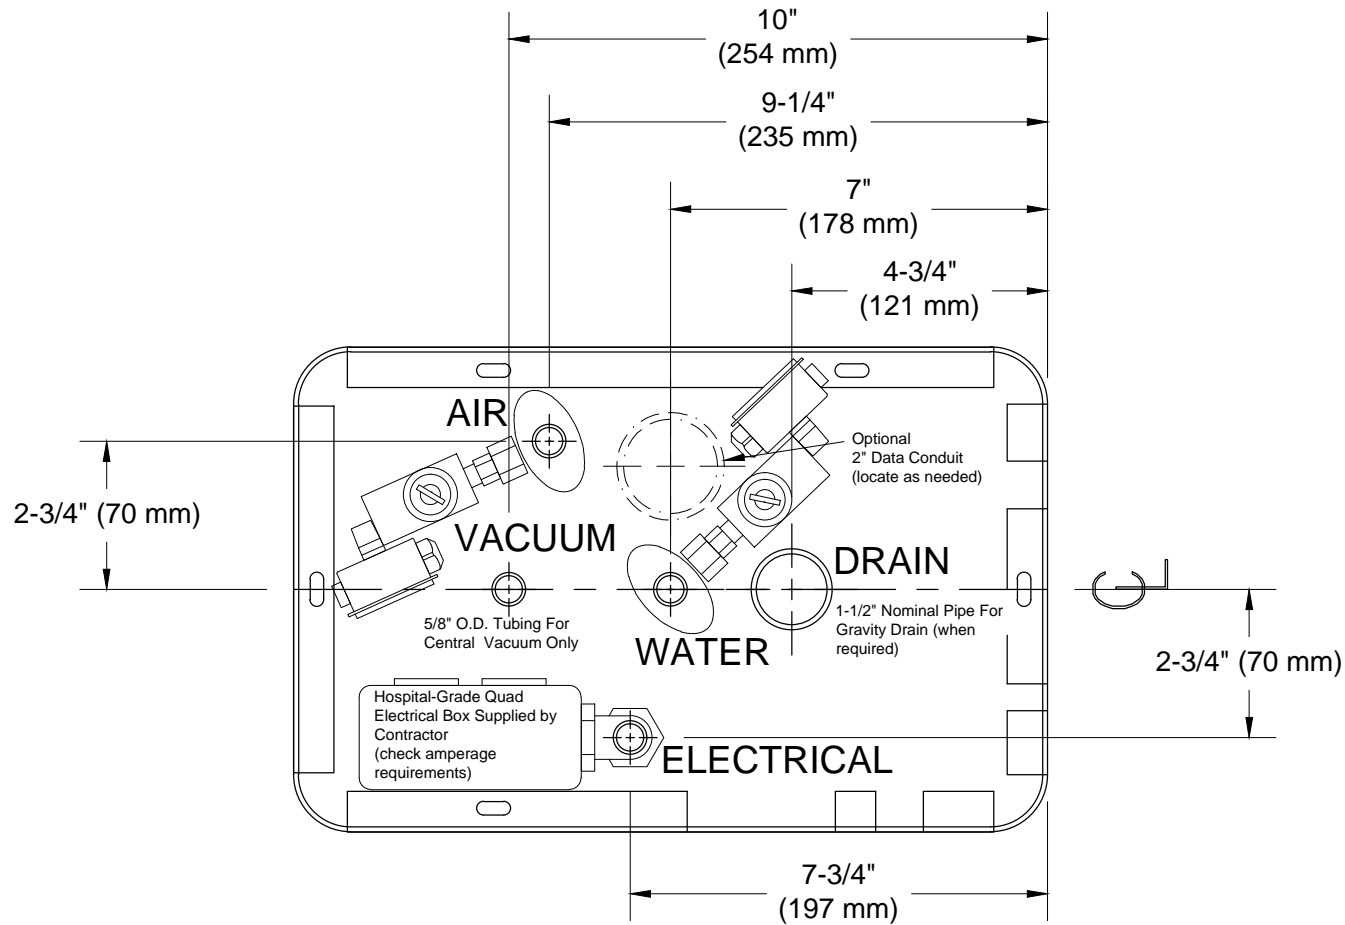 10"
(254 mm)
9-1/4"
(235 mm)
7"
(178 mm)
4-3/4"
(121 mm)
AIR
Optional
2" Data Conduit
(locate as needed)
2-3/4" (70 mm)
VACUUM
DRAIN
5/8" O.D. Tubing For
Central Vacuum Only
1-1/2" Nominal Pipe For
Gravity Drain (when
required)
WATER
2-3/4" (70 mm)
Hospital-Grade Quad
Electrical Box Supplied by
Contractor
(check amperage
requirements)
ELECTRICAL
7-3/4"
(197 mm)